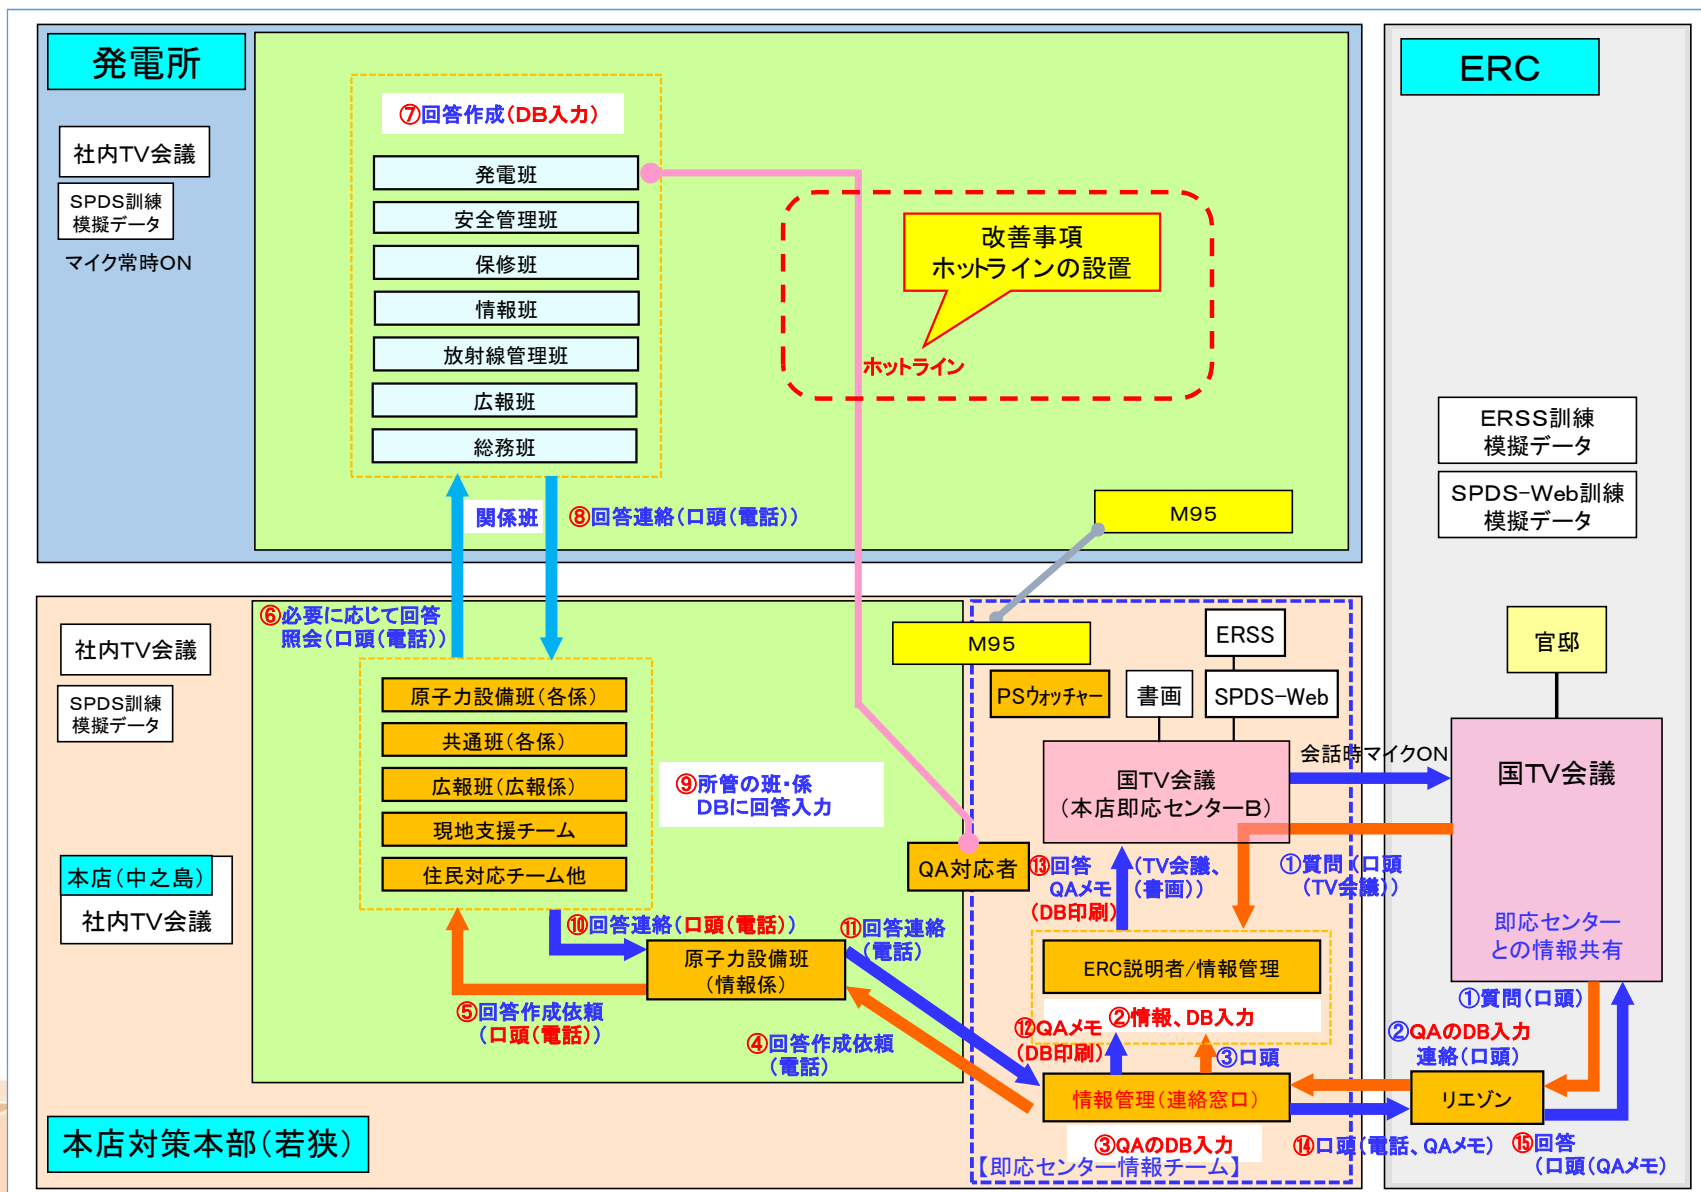 発電所
社内TV会議
SPDS訓練
模擬データ
マイク常時ON
⑦回答作成(DB入力)
発電班
安全管理班
保修班
情報班
放射線管理班
広報班
総務班
改善事項
ホットラインの設置
ホットライン
関係班
⑧回答連絡(口頭(電話))
M95
ERC
ERSS訓練
模擬データ
SPDS-Web訓練
模擬データ
官邸
国TV会議
即応センター
との情報共有
①質問(口頭)
②QAのDB入力
連絡(口頭)
リエゾン
⑮回答
(口頭(QAメモ)
⑥必要に応じて回答
照会(口頭(電話))
社内TV会議
SPDS訓練
模擬データ
本店(中之島)
社内TV会議
原子力設備班(各係)
共通班(各係)
広報班(広報係)
現地支援チーム
住民対応チーム他
⑨所管の班・係
DBに回答入力
⑩回答連絡(口頭(電話))
原子力設備班
(情報係)
⑤回答作成依頼
(口頭(電話))
⑪回答連絡
(電話)
④回答作成依頼
(電話)
M95
PSウォッチャー
書画
ERSS
SPDS-Web
国TV会議
(本店即応センターB)
会話時マイクON
QA対応者
⑬回答
QAメモ
(DB印刷)
(TV会議、
(書画))
①質問(口頭
(TV会議))
ERC説明者/情報管理
②情報、DB入力
⑫QAメモ
(DB印刷)
③口頭
情報管理(連絡窓口)
③QAのDB入力
【即応センター情報チーム】
⑭口頭(電話、QAメモ)
本店対策本部(若狭)